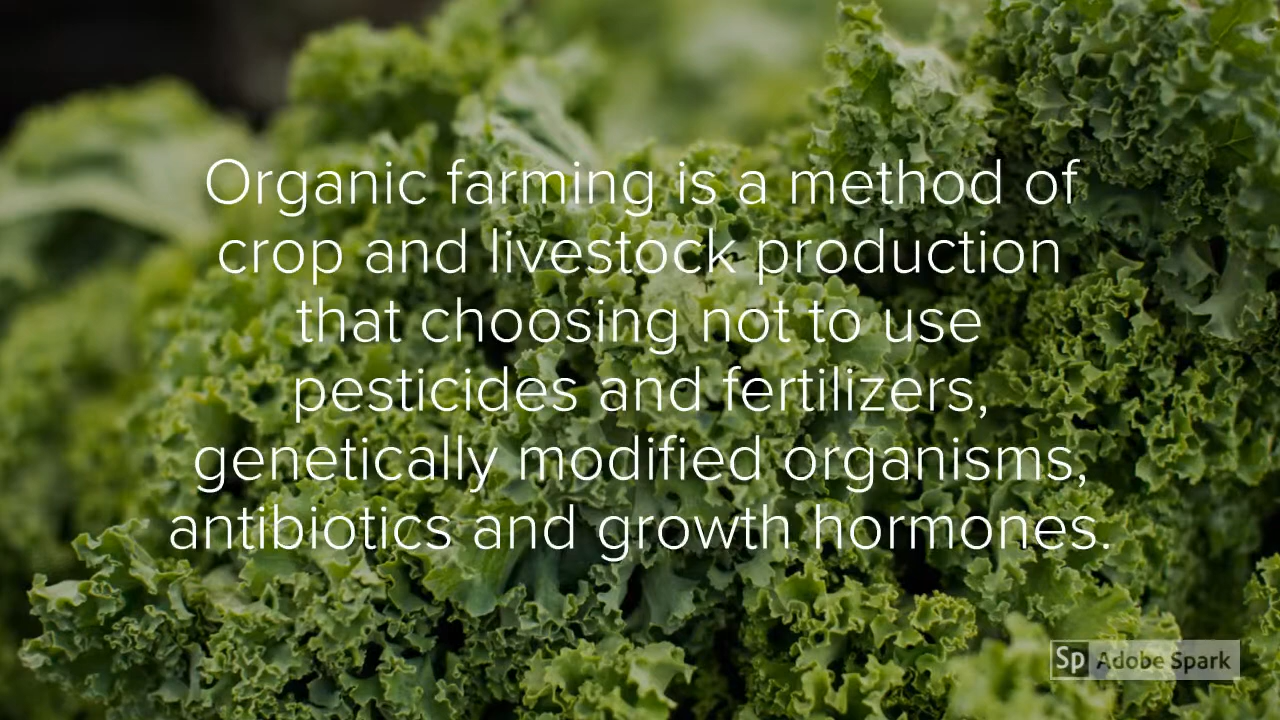 Organic farming is a method of
crop and livestock production
that choosing not to use
pesticides and fertilizers,
genetically modified organisms,
antibiotics and growth hormones.
Sp Adobe Spark